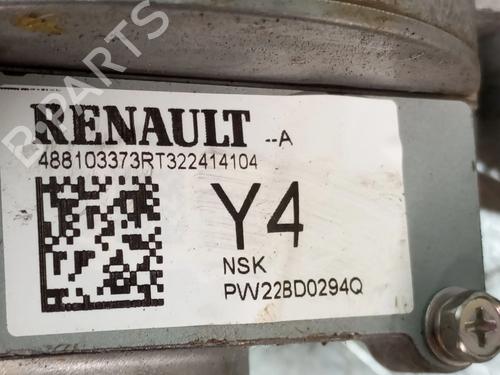 RENAULT --A
488103373RT322414104
Y4
NSK
PW22BD0294Q
B-PARTS